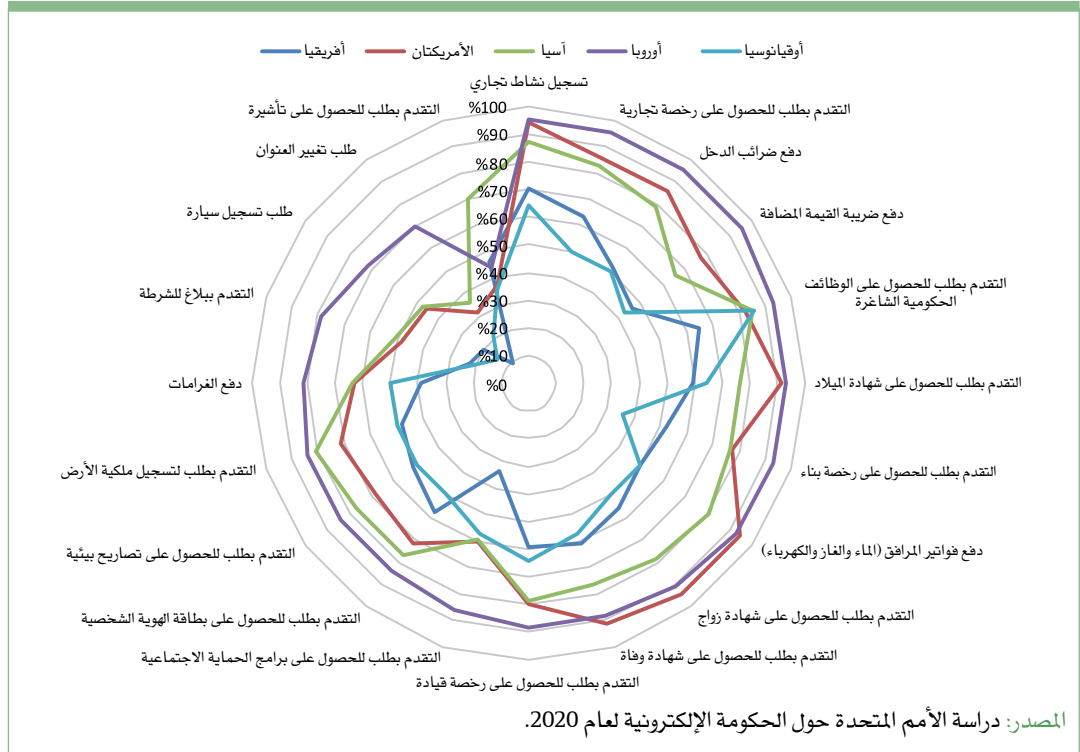 أفريقيا
الأمريكتان
آسيا
أوروبا
أوقيانوسيا
تسجيل نشاط تجاري
التقدم بطلب للحصول على رخصة تجارية
دفع ضرائب الدخل
دفع ضريبة القيمة المضافة
التقدم بطلب للحصول على الوظائف
الحكومية الشاغرة
التقدم بطلب للحصول على شهادة الميلاد
التقدم بطلب للحصول على رخصة بناء
دفع فواتير المرافق (الماء والغاز والكهرباء)
التقدم بطلب للحصول على شهادة زواج
التقدم بطلب للحصول على شهادة وفاة
التقدم بطلب للحصول على رخصة قيادة
التقدم بطلب للحصول على برامج الحماية الاجتماعية
التقدم بطلب للحصول على بطاقة الهوية الشخصية
التقدم بطلب للحصول على تصاريح بيئية
التقدم بطلب لتسجيل ملكية الأرض
دفع الغرامات
التقدم ببلاغ للشرطة
طلب تسجيل سيارة
طلب تغيير العنوان
التقدم بطلب للحصول على تأشيرة
%100
%90
%80
%70
%60
%50
%40
%30
%20
%10
%0
المصدر: دراسة الأمم المتحدة حول الحكومة الإلكترونية لعام 2020.